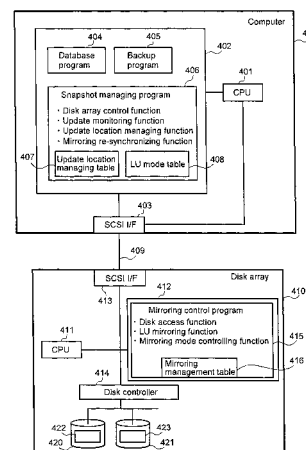 Computer
4
404
405
402
Database program
Backup program
406
401
CPU
Snapshot managing program
・Disk array control function
・Update monitoring function
・Update location managing function
・Mirroring re-synchronizing function
407
Update location managing table
LU mode table
408
403
SCSI I/F
409
SCSI I/F
413
Disk array
412
410
Mirroring control program
・Disk access function
・LU mirroring function
・Mirroring mode controlling function
415
411
CPU
Mirroring management table
416
414
Disk controller
422
423
420
421